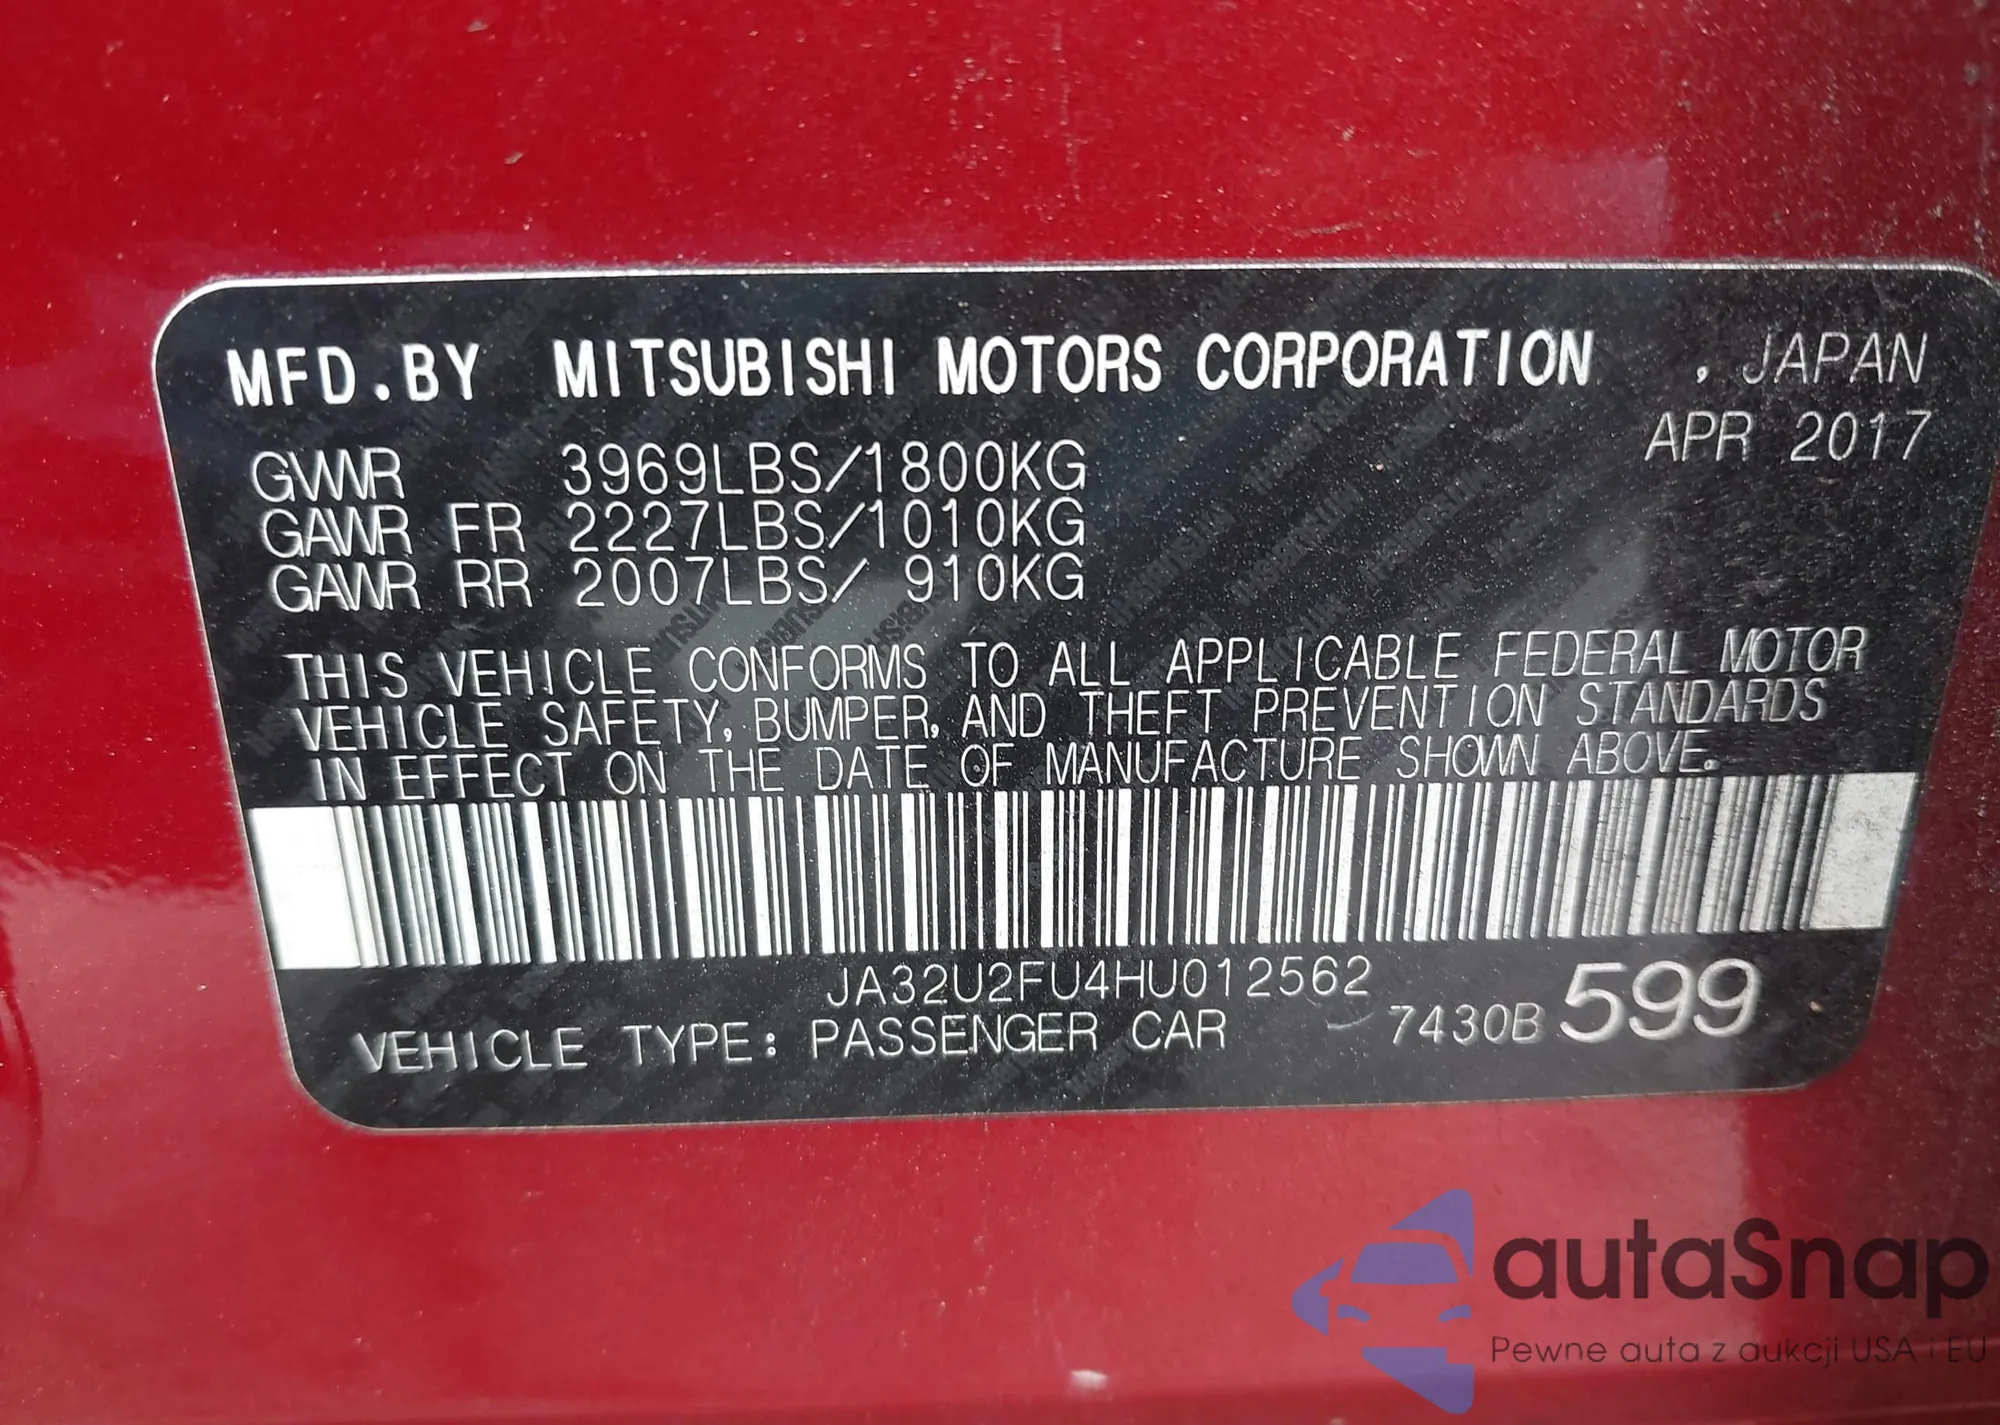 MFD.BY MITSUBISHI MOTORS CORPORATION , JAPAN
APR 2017
GVWR 3969LBS/1800KG
GAWR FR 2227LBS/1010KG
GAWR RR 2007LBS/ 910KG
THIS VEHICLE CONFORMS TO ALL APPLICABLE FEDERAL MOTOR
VEHICLE SAFETY, BUMPER, AND THEFT PREVENTION STANDARDS
IN EFFECT ON THE DATE OF MANUFACTURE SHOWN ABOVE.
JA32U2FU4HU012562
VEHICLE TYPE: PASSENGER CAR 7430B 599
autaSnap
Pewne auta z aukcji USA i EU